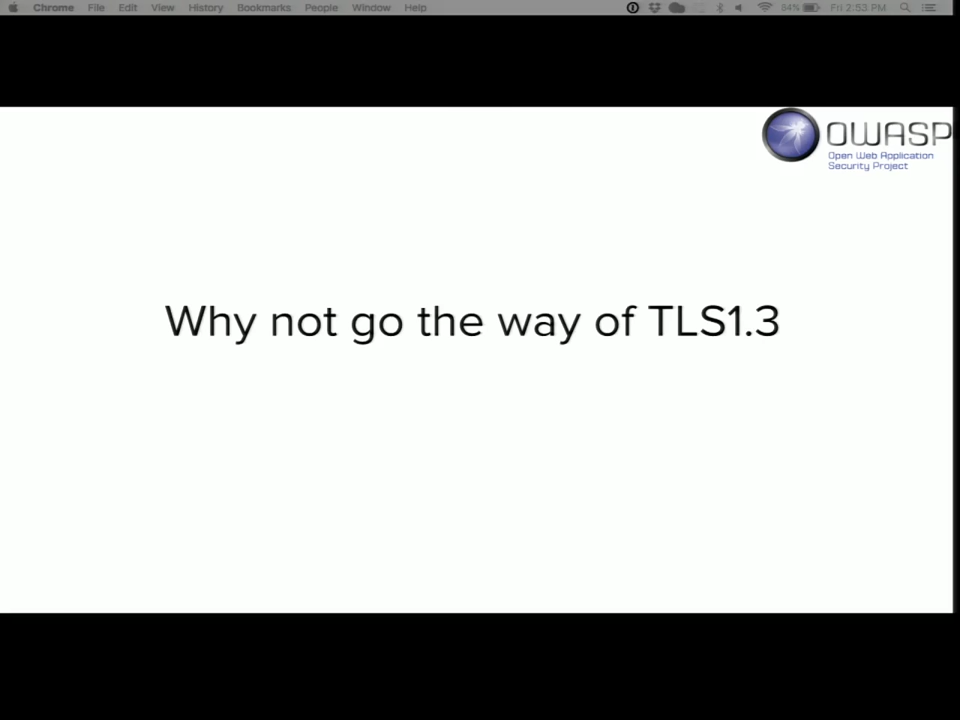 Chrome File Edit View History Bookmarks People Window Help 84% Fri 2:53 PM
OWASP
Open Web Application
Security Project
Why not go the way of TLS1.3